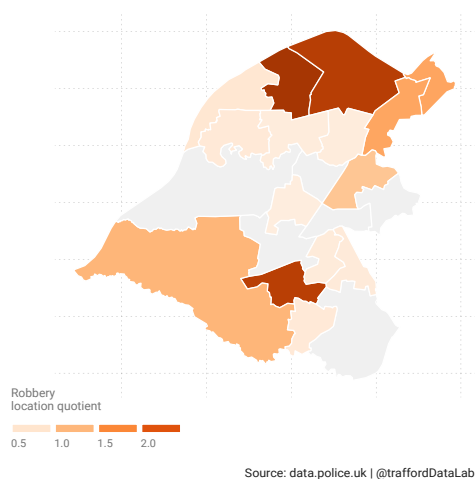 Robbery
location quotient
0.5 1.0 1.5 2.0
Source: data.police.uk | @traffordDataLab